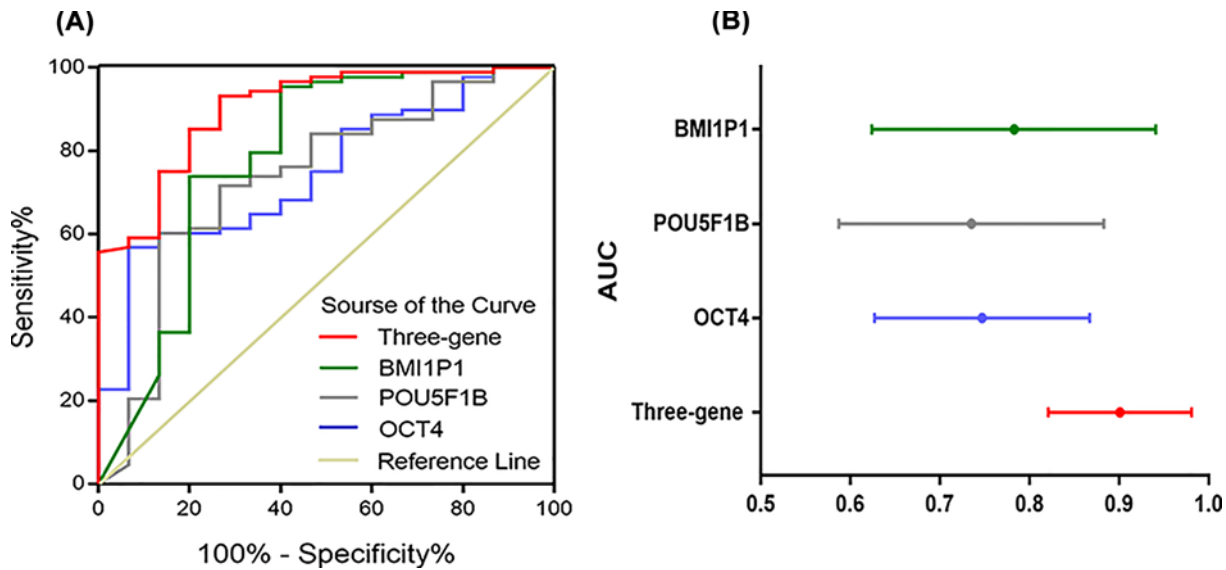 (A)
100
80
60
40
20
0
Sensitivity%
Sourse of the Curve
Three-gene
BMI1P1
POU5F1B
OCT4
Reference Line
0 20 40 60 80 100
100% - Specificity%
(B)
AUC
BMI1P1
POU5F1B
OCT4
Three-gene
0.5 0.6 0.7 0.8 0.9 1.0